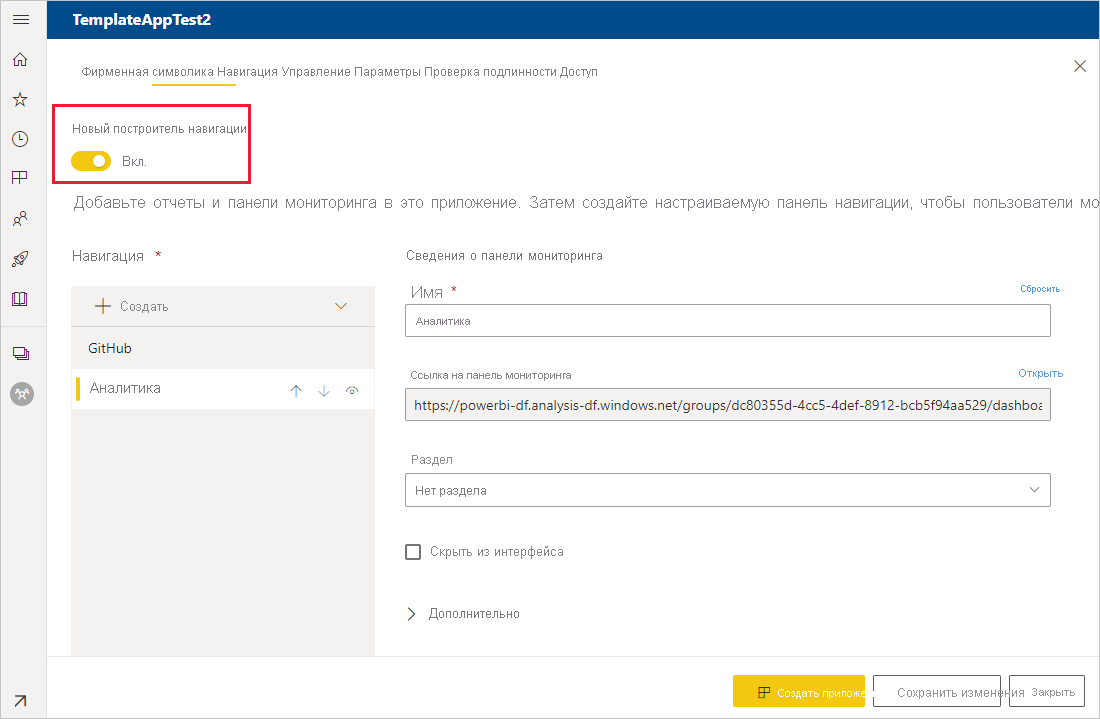 TemplateAppTest2
Фирменная символика Навигация Управление Параметры Проверка подлинности Доступ
Новый построитель навигации
Вкл.
Добавьте отчеты и панели мониторинга в это приложение. Затем создайте настраиваемую панель навигации, чтобы пользователи мо
Навигация *
Создать
GitHub
Аналитика
Сведения о панели мониторинга
Имя *
Сбросить
Аналитика
Ссылка на панель мониторинга
Открыть
https://powerbi-df.analysis-df.windows.net/groups/dc80355d-4cc5-4def-8912-bcb5f94aa529/dashboa
Раздел
Нет раздела
Скрыть из интерфейса
Дополнительно
Создать приложе
Сохранить изменения
Закрыть